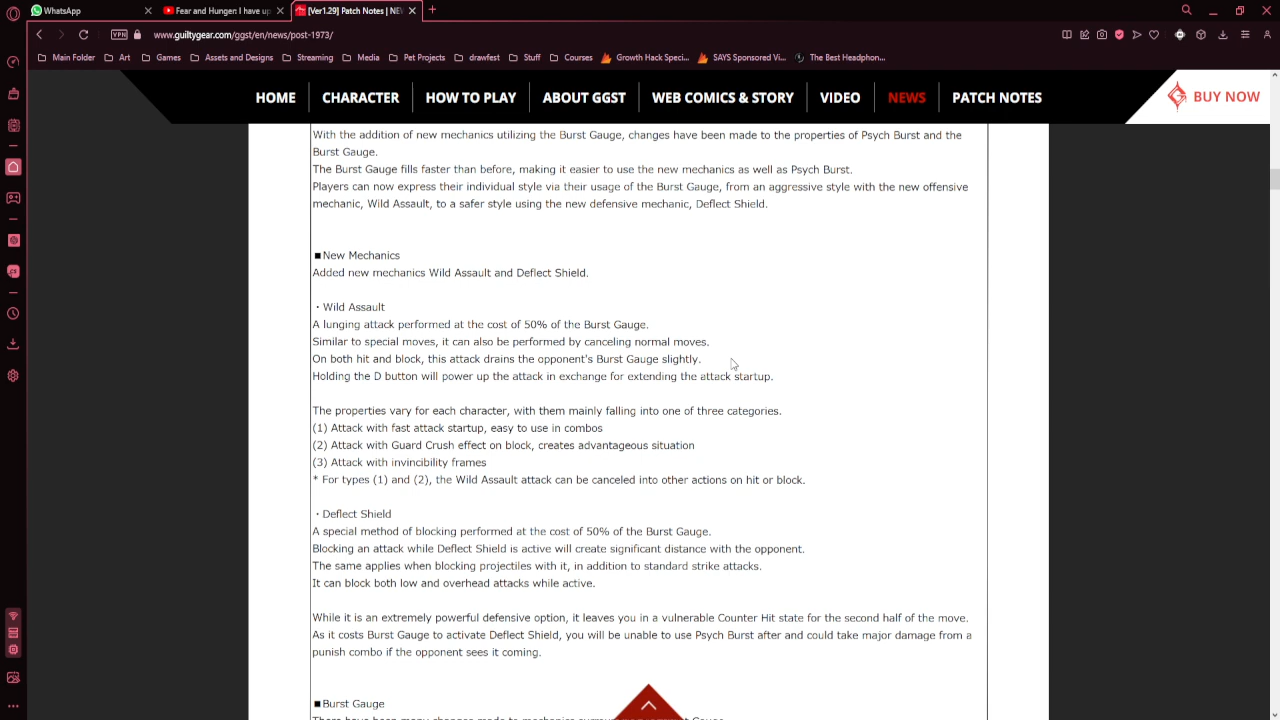 WhatsApp
Fear and Hunger: I have up
[Ver1.29] Patch Notes | NE
VPN
www.guiltygear.com/ggst/en/news/post-1973/
Main Folder
Art
Games
Assets and Designs
Streaming
Media
Pet Projects
drawfest
Stuff
Courses
Growth Hack Speci...
SAYS Sponsored Vi...
The Best Headphon...
HOME
CHARACTER
HOW TO PLAY
ABOUT GGST
WEB COMICS & STORY
VIDEO
NEWS
PATCH NOTES
BUY NOW
With the addition of new mechanics utilizing the Burst Gauge, changes have been made to the properties of Psych Burst and the
Burst Gauge.
The Burst Gauge fills faster than before, making it easier to use the new mechanics as well as Psych Burst.
Players can now express their individual style via their usage of the Burst Gauge, from an aggressive style with the new offensive
mechanic, Wild Assault, to a safer style using the new defensive mechanic, Deflect Shield.
■New Mechanics
Added new mechanics Wild Assault and Deflect Shield.
・Wild Assault
A lunging attack performed at the cost of 50% of the Burst Gauge.
Similar to special moves, it can also be performed by canceling normal moves.
On both hit and block, this attack drains the opponent's Burst Gauge slightly.
Holding the D button will power up the attack in exchange for extending the attack startup.
The properties vary for each character, with them mainly falling into one of three categories.
(1) Attack with fast attack startup, easy to use in combos
(2) Attack with Guard Crush effect on block, creates advantageous situation
(3) Attack with invincibility frames
* For types (1) and (2), the Wild Assault attack can be canceled into other actions on hit or block.
・Deflect Shield
A special method of blocking performed at the cost of 50% of the Burst Gauge.
Blocking an attack while Deflect Shield is active will create significant distance with the opponent.
The same applies when blocking projectiles with it, in addition to standard strike attacks.
It can block both low and overhead attacks while active.
While it is an extremely powerful defensive option, it leaves you in a vulnerable Counter Hit state for the second half of the move.
As it costs Burst Gauge to activate Deflect Shield, you will be unable to use Psych Burst after and could take major damage from a
punish combo if the opponent sees it coming.
■Burst Gauge
There have been many changes made to mechanics